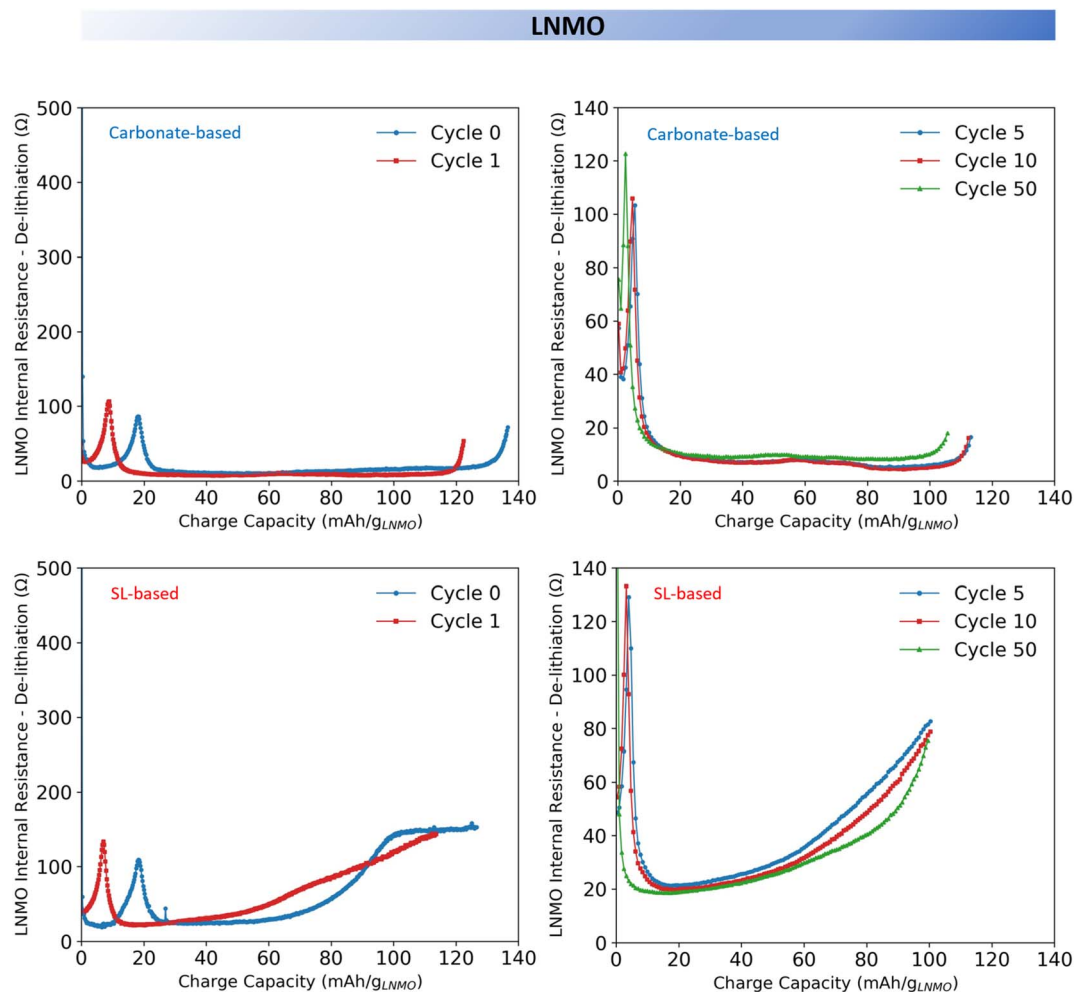 LNMO
LNMO Internal Resistance - De-lithiation (Ω)
500
400
300
200
100
0
Carbonate-based
Cycle 0
Cycle 1
0 20 40 60 80 100 120 140
Charge Capacity (mAh/gLNMO)
LNMO Internal Resistance - De-lithiation (Ω)
140
120
100
80
60
40
20
0
Carbonate-based
Cycle 5
Cycle 10
Cycle 50
0 20 40 60 80 100 120 140
Charge Capacity (mAh/gLNMO)
LNMO Internal Resistance - De-lithiation (Ω)
500
400
300
200
100
0
SL-based
Cycle 0
Cycle 1
0 20 40 60 80 100 120 140
Charge Capacity (mAh/gLNMO)
LNMO Internal Resistance - De-lithiation (Ω)
140
120
100
80
60
40
20
0
SL-based
Cycle 5
Cycle 10
Cycle 50
0 20 40 60 80 100 120 140
Charge Capacity (mAh/gLNMO)